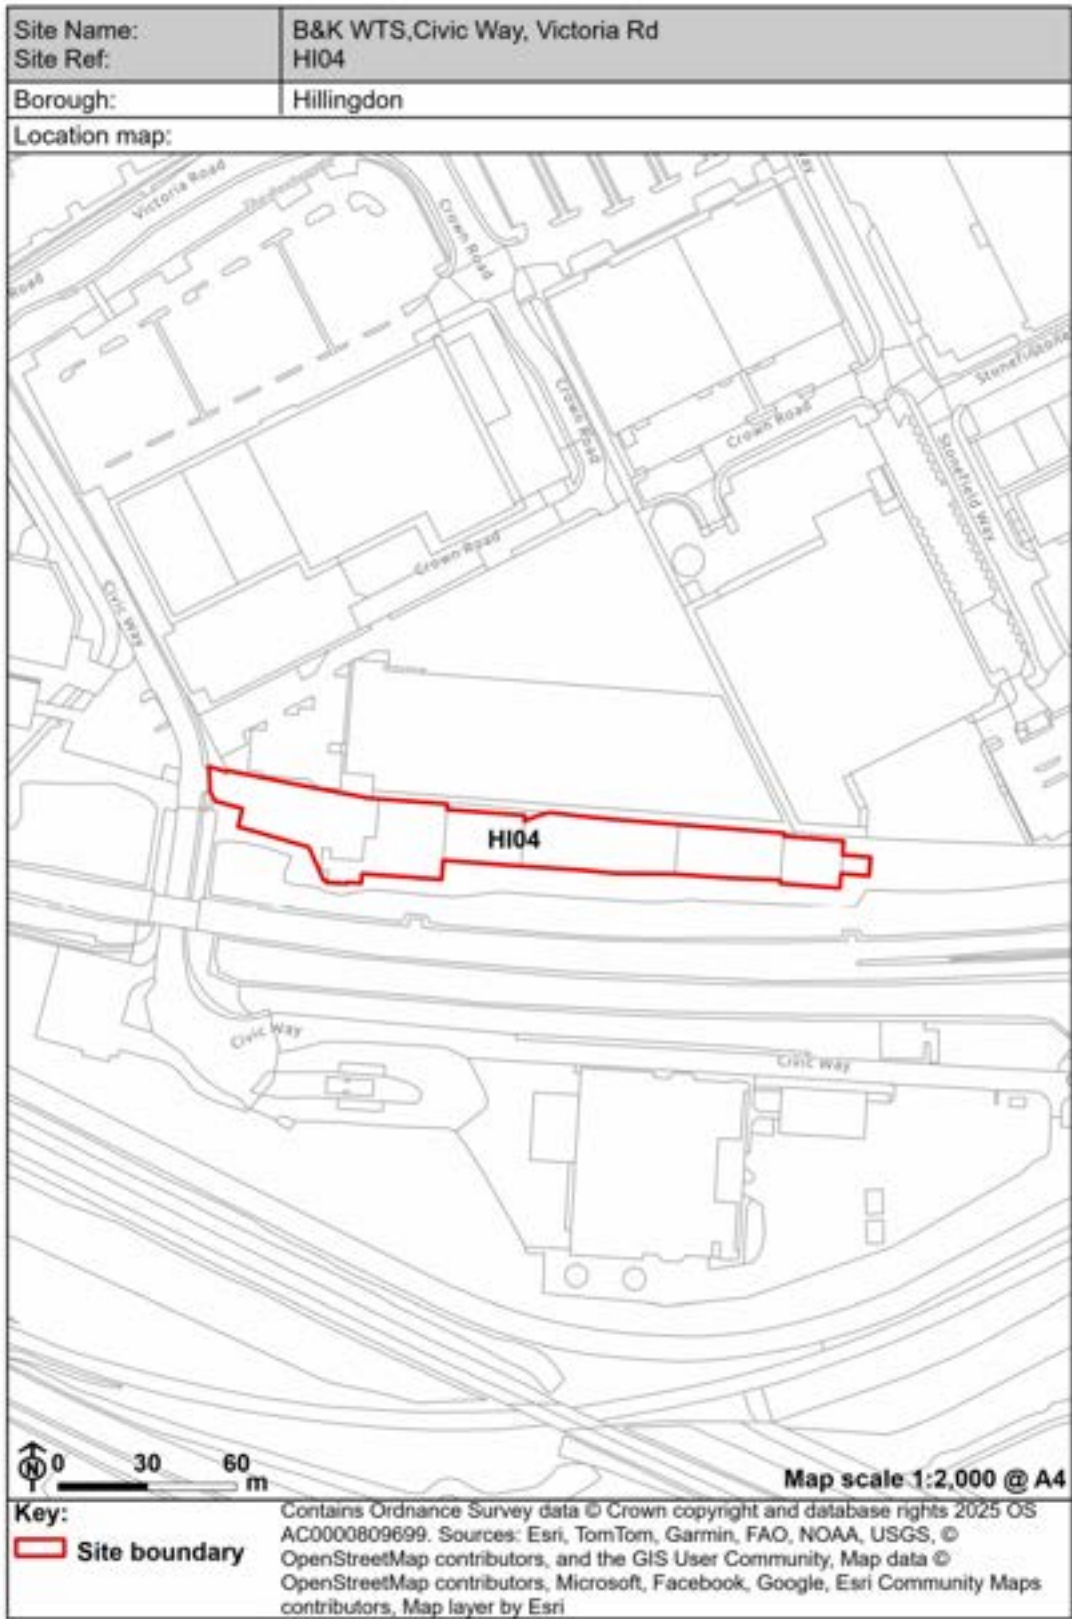 Site Name: B&K WTS,Civic Way, Victoria Rd
Site Ref: HI04
Borough: Hillingdon
Location map:
Victoria Road
Road
Crown Road
Way
Crown Road
Crown Road
Stonefield Way
Crown Road
Civic Way
HI04
Civic Way
Civic Way
N 0 30 60
m
Map scale 1:2,000 @ A4
Key:
Site boundary
Contains Ordnance Survey data © Crown copyright and database rights 2025 OS
AC0000809699. Sources: Esri, TomTom, Garmin, FAO, NOAA, USGS, ©
OpenStreetMap contributors, and the GIS User Community, Map data ©
OpenStreetMap contributors, Microsoft, Facebook, Google, Esri Community Maps
contributors, Map layer by Esri